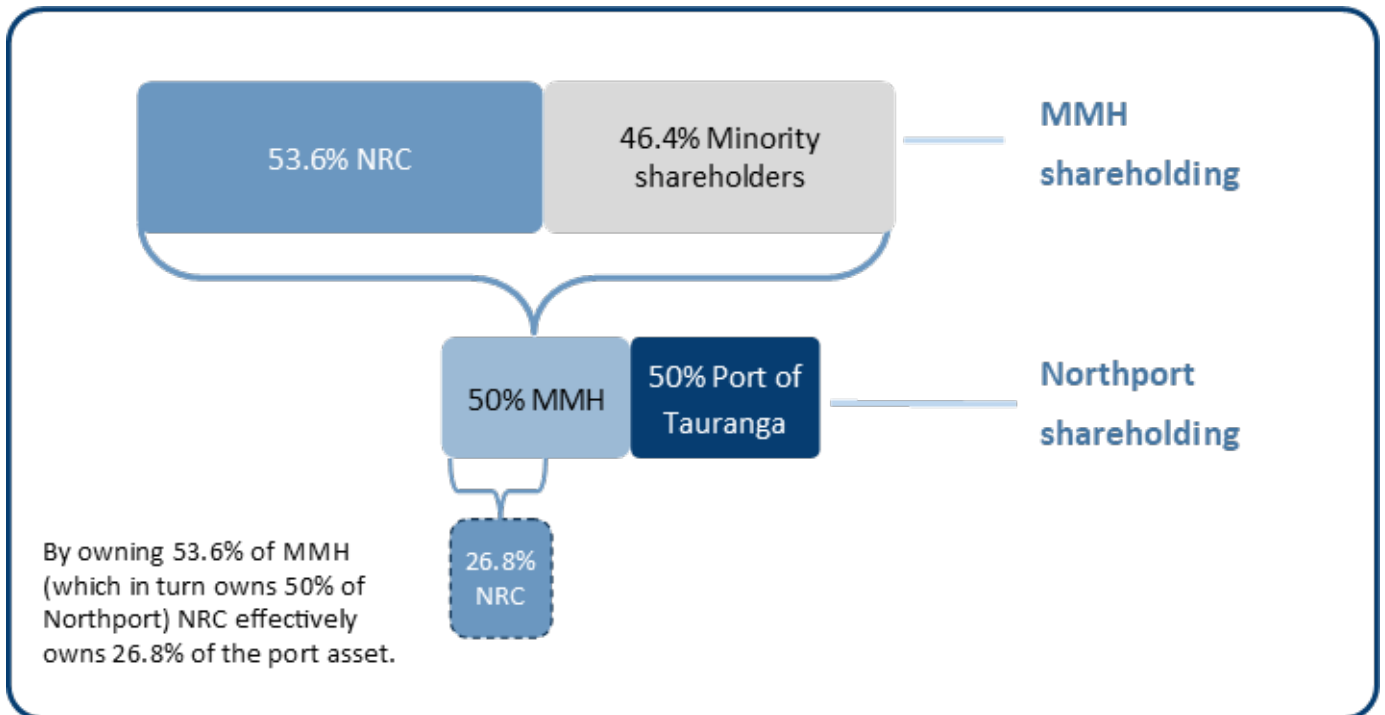 53.6% NRC
46.4% Minority
shareholders
MMH
shareholding
50% MMH
50% Port of
Tauranga
Northport
shareholding
26.8%
NRC
By owning 53.6% of MMH
(which in turn owns 50% of
Northport) NRC effectively
owns 26.8% of the port asset.